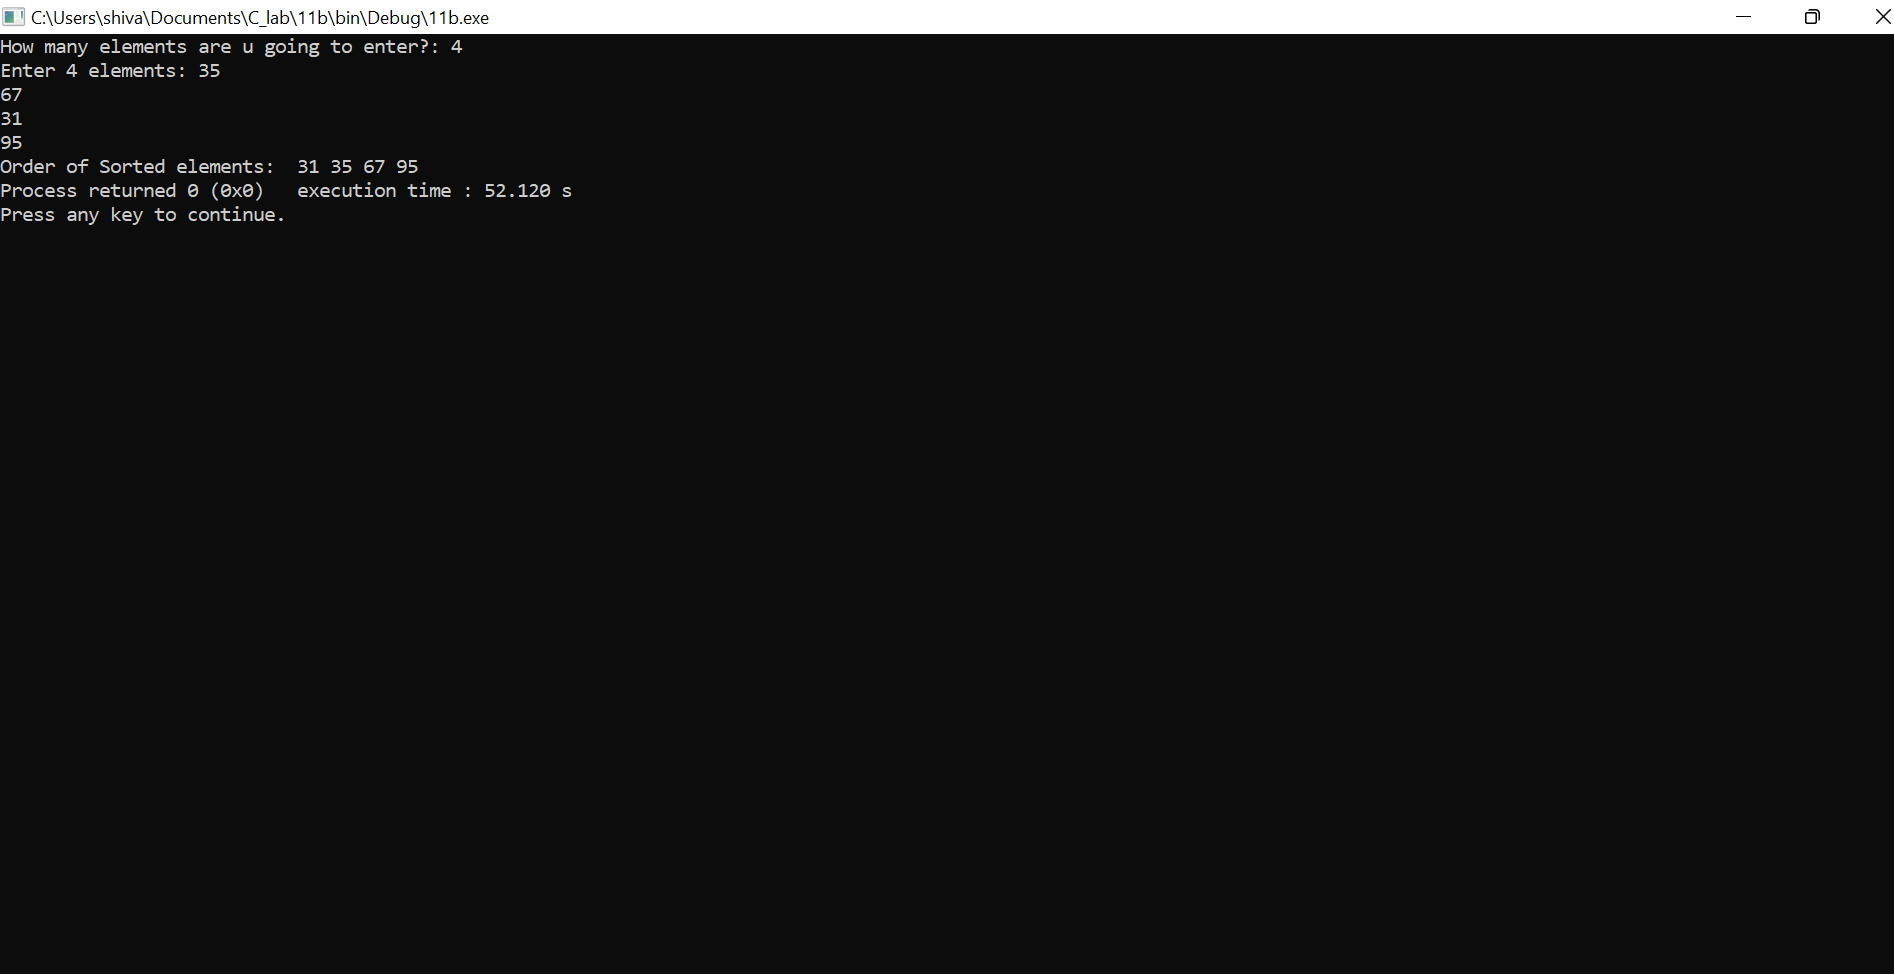 C:\Users\shiva\Documents\C_lab\11b\bin\Debug\11b.exe
How many elements are u going to enter?: 4
Enter 4 elements: 35
67
31
95
Order of Sorted elements:  31 35 67 95
Process returned 0 (0x0)   execution time : 52.120 s
Press any key to continue.